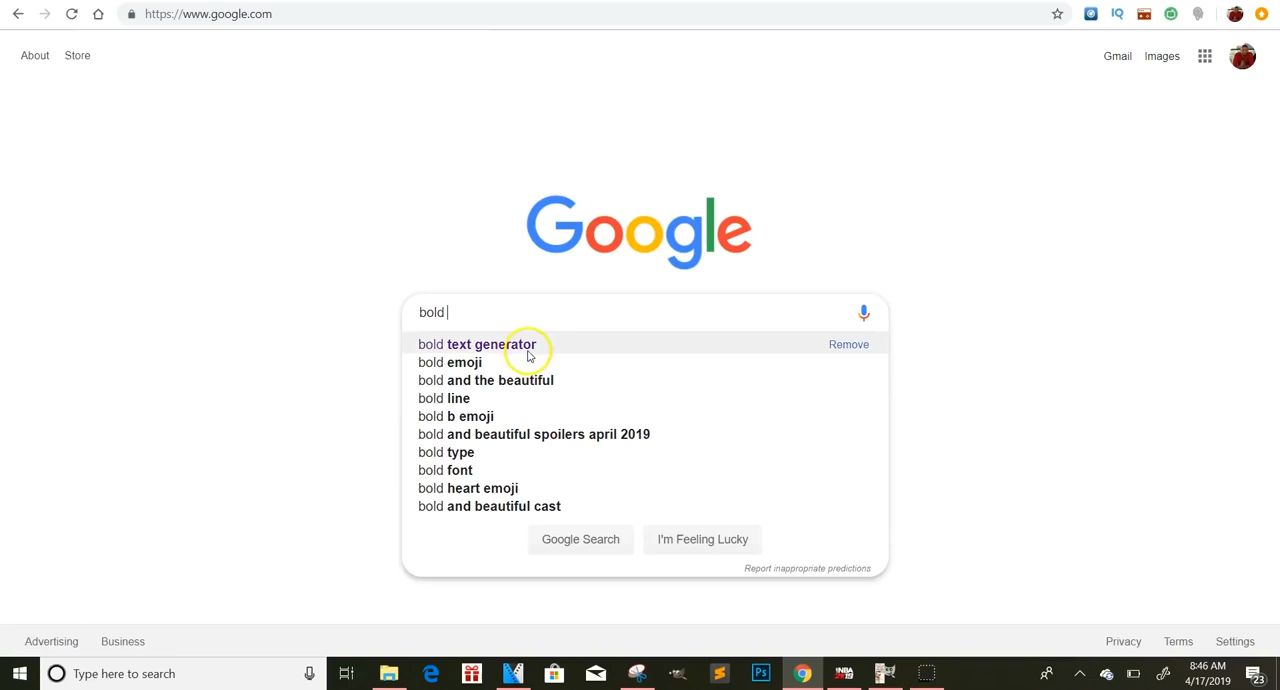 https://www.google.com
IQ
About
Store
Gmail
Images
Google
bold
bold text generator
Remove
bold emoji
bold and the beautiful
bold line
bold b emoji
bold and beautiful spoilers april 2019
bold type
bold font
bold heart emoji
bold and beautiful cast
Google Search
I'm Feeling Lucky
Report inappropriate predictions
Advertising
Business
Privacy
Terms
Settings
Type here to search
Ps
8:46 AM
4/17/2019
23